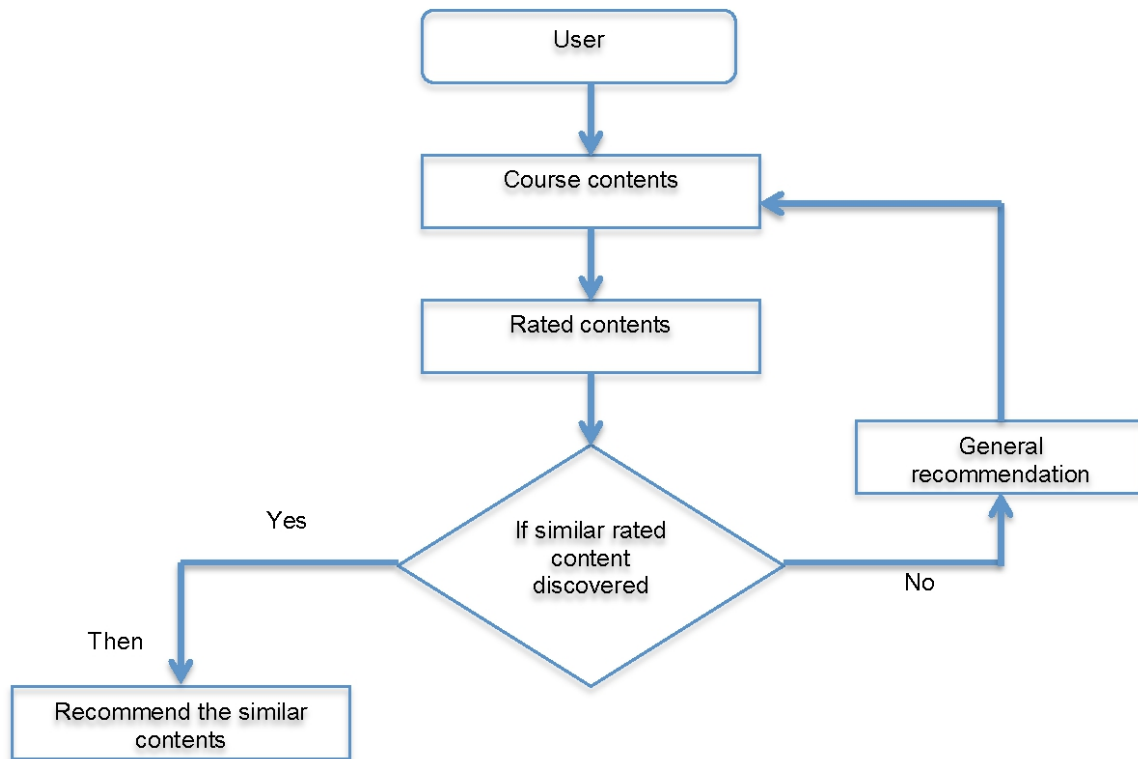 User
Course contents
Rated contents
General
recommendation
If similar rated
content
discovered
Yes
No
Then
Recommend the similar
contents